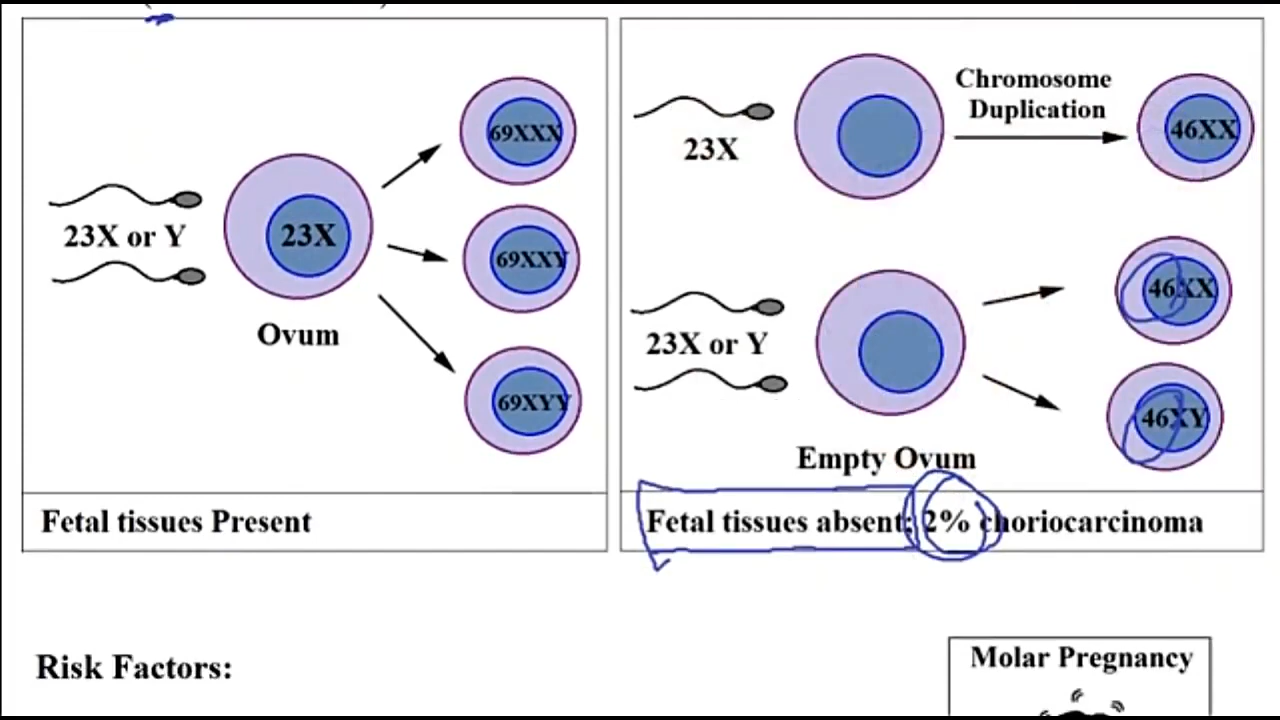 69XXX
23X or Y
23X
69XXY
Ovum
69XYY
Fetal tissues Present
23X
Chromosome
Duplication
46XX
23X or Y
46XX
46XY
Empty Ovum
Fetal tissues absent: 2% choriocarcinoma
Risk Factors:
Molar Pregnancy